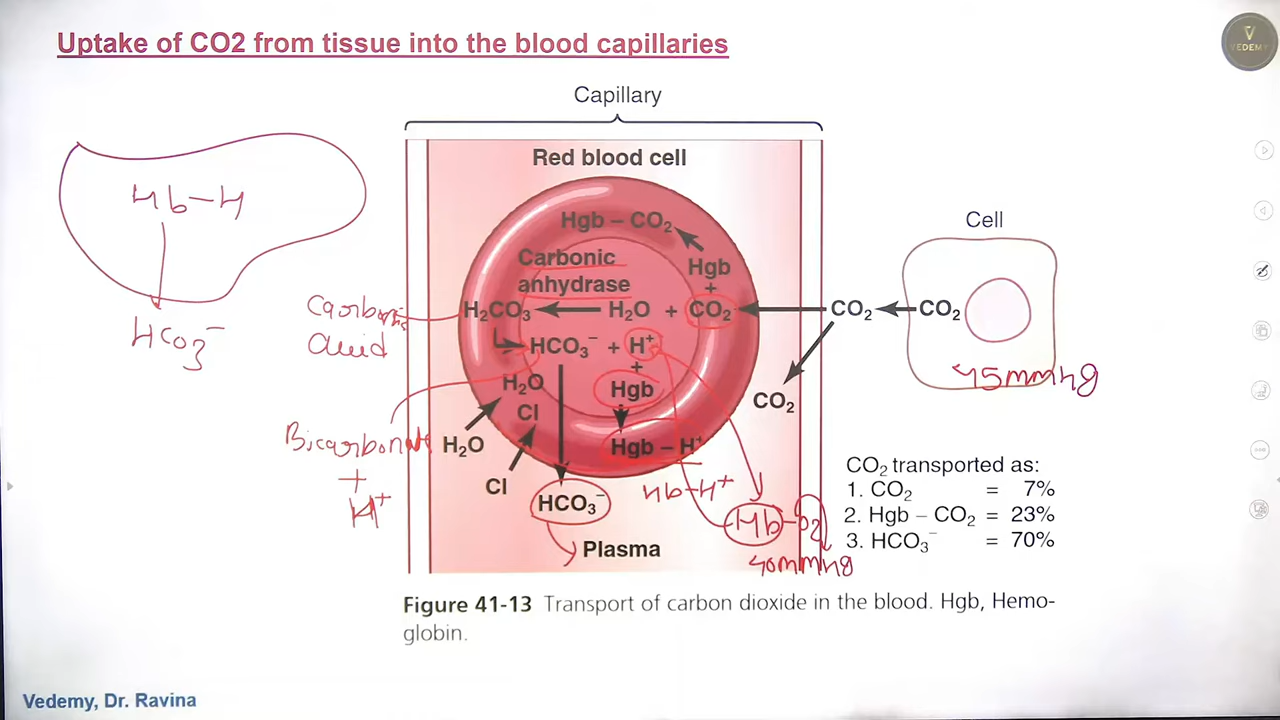 Uptake of CO2 from tissue into the blood capillaries
VEDEMY
Capillary
Red blood cell
Hb-H
HCO3⁻
Hgb – CO₂
Hgb
+
Carbonic
anhydrase
H₂CO₃ H₂O + CO₂
CO₂ CO₂
Cell
Carbonic
acid
HCO₃⁻ + H⁺
+
Hgb
H₂O
Cl
Hgb – H⁺
45mmHg
CO₂
Bicarbonate
+
H⁺
H₂O
Cl
HCO₃⁻
Hb-H⁺
Hb-O2
40mmHg
Plasma
CO₂ transported as:
1. CO₂ = 7%
2. Hgb – CO₂ = 23%
3. HCO₃⁻ = 70%
Figure 41-13 Transport of carbon dioxide in the blood. Hgb, Hemo-
globin.
Vedemy, Dr. Ravina